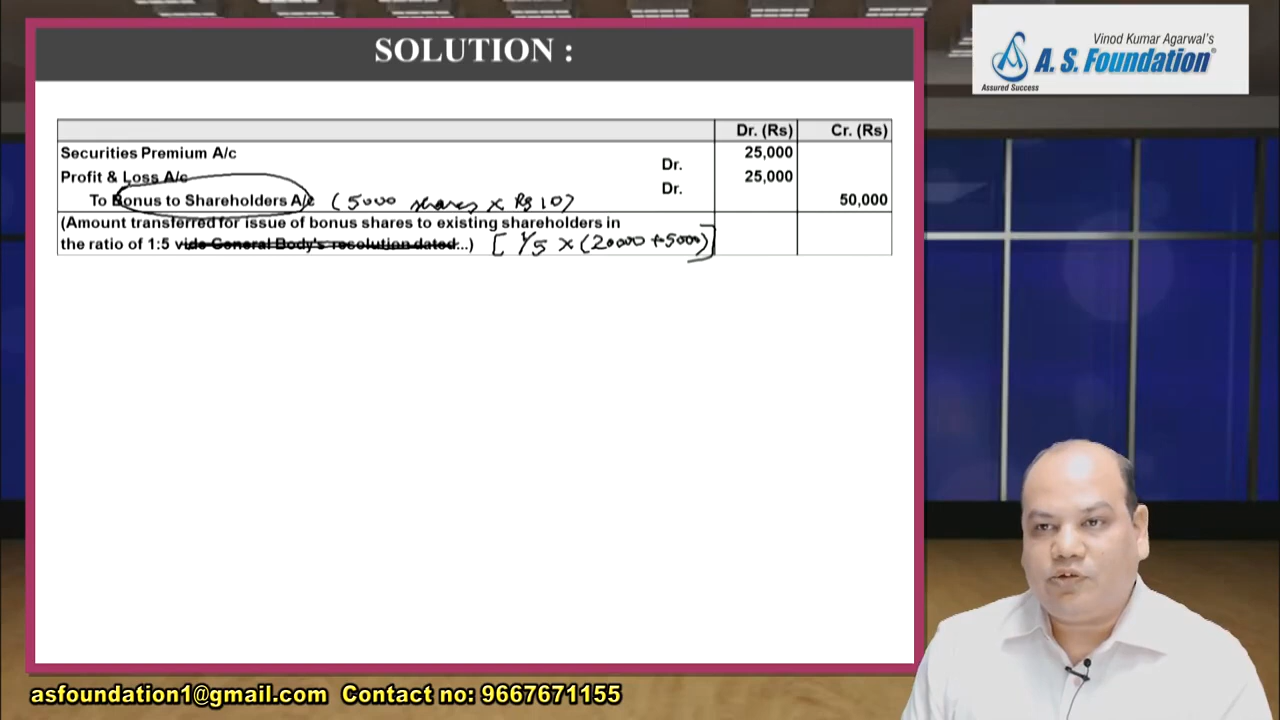 SOLUTION :
Vinod Kumar Agarwal's
A. S. Foundation®
Assured Success
Dr. (Rs) Cr. (Rs)
Securities Premium A/c Dr. 25,000
Profit & Loss A/c Dr. 25,000
To Bonus to Shareholders A/c (5000 shares x Rs 10) 50,000
(Amount transferred for issue of bonus shares to existing shareholders in
the ratio of 1:5 vide General Body's resolution dated...) [1/5 x (20000 + 5000)]
asfoundation1@gmail.com Contact no: 9667671155